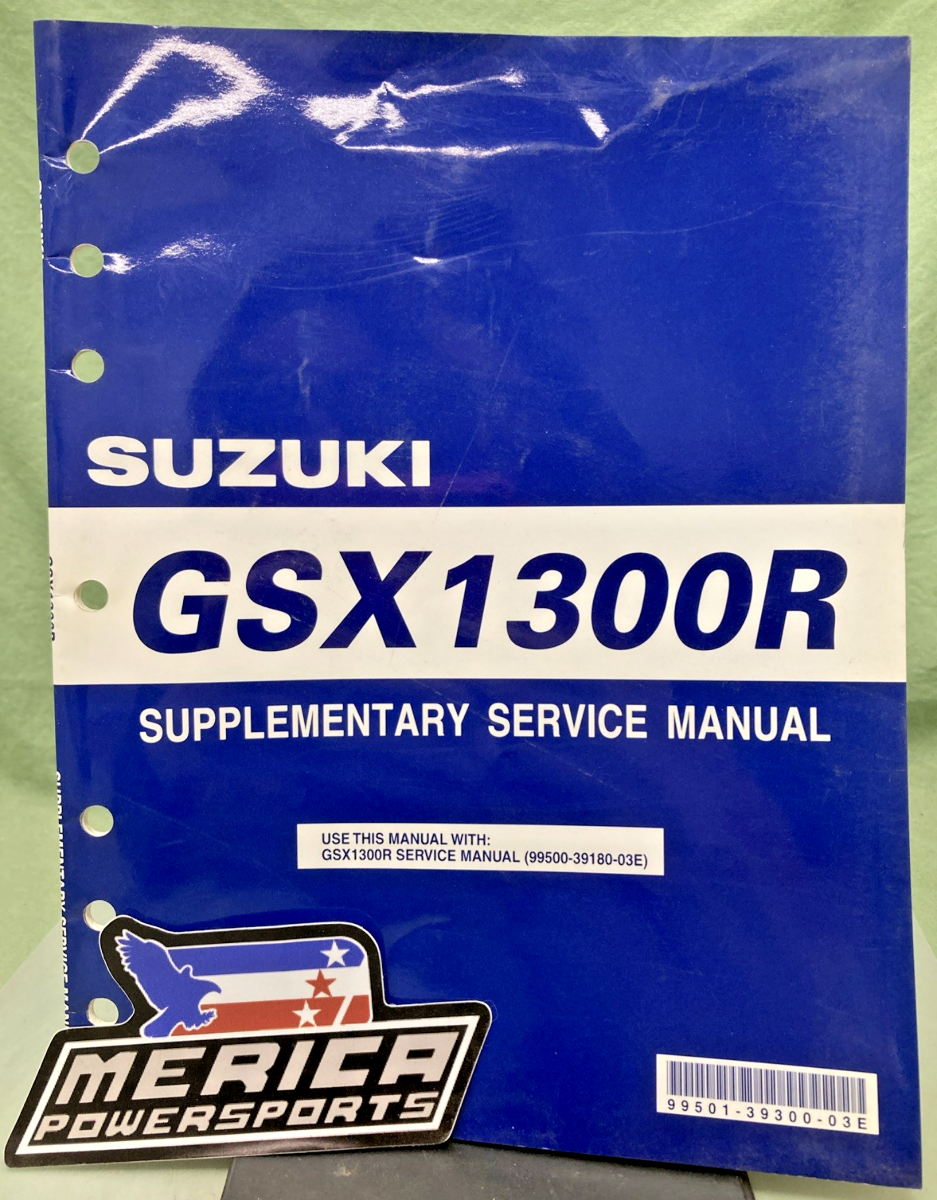 SUZUKI
GSX1300R
SUPPLEMENTARY SERVICE MANUAL
USE THIS MANUAL WITH:
GSX1300R SERVICE MANUAL (99500-39180-03E)
MERICA
POWERSPORTS
99501-39300-03E